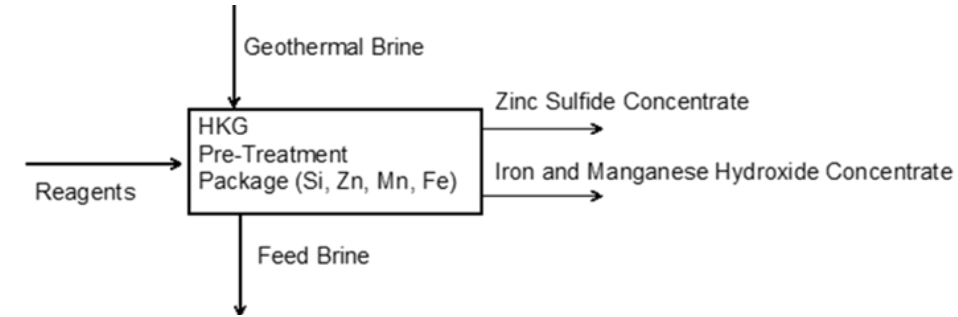 Geothermal Brine
Zinc Sulfide Concentrate
HKG
Pre-Treatment
Package (Si, Zn, Mn, Fe)
Iron and Manganese Hydroxide Concentrate
Reagents
Feed Brine